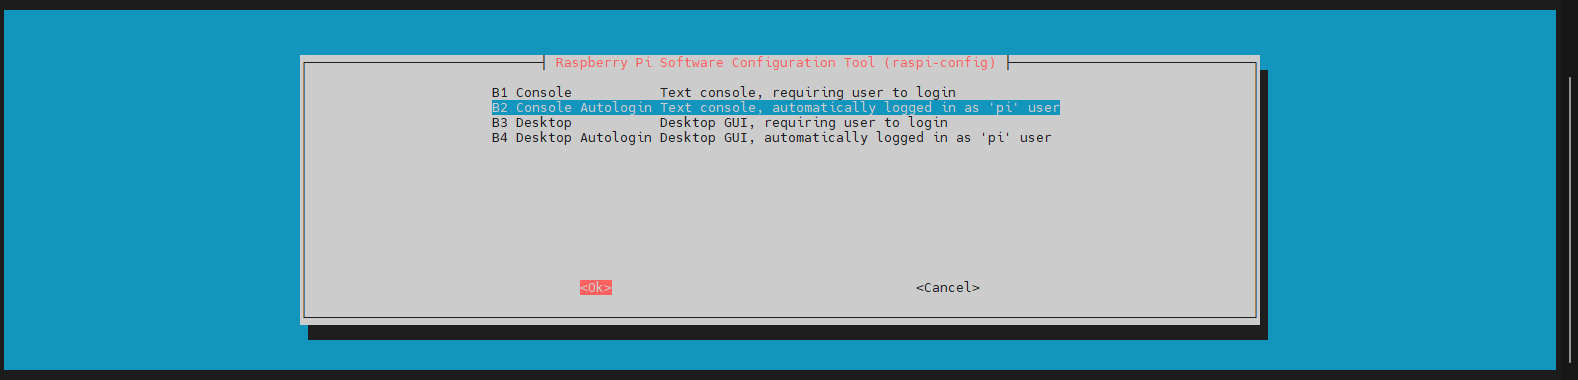 Raspberry Pi Software Configuration Tool (raspi-config)
B1 Console Text console, requiring user to login
B2 Console Autologin Text console, automatically logged in as 'pi' user
B3 Desktop Desktop GUI, requiring user to login
B4 Desktop Autologin Desktop GUI, automatically logged in as 'pi' user
<Ok> <Cancel>